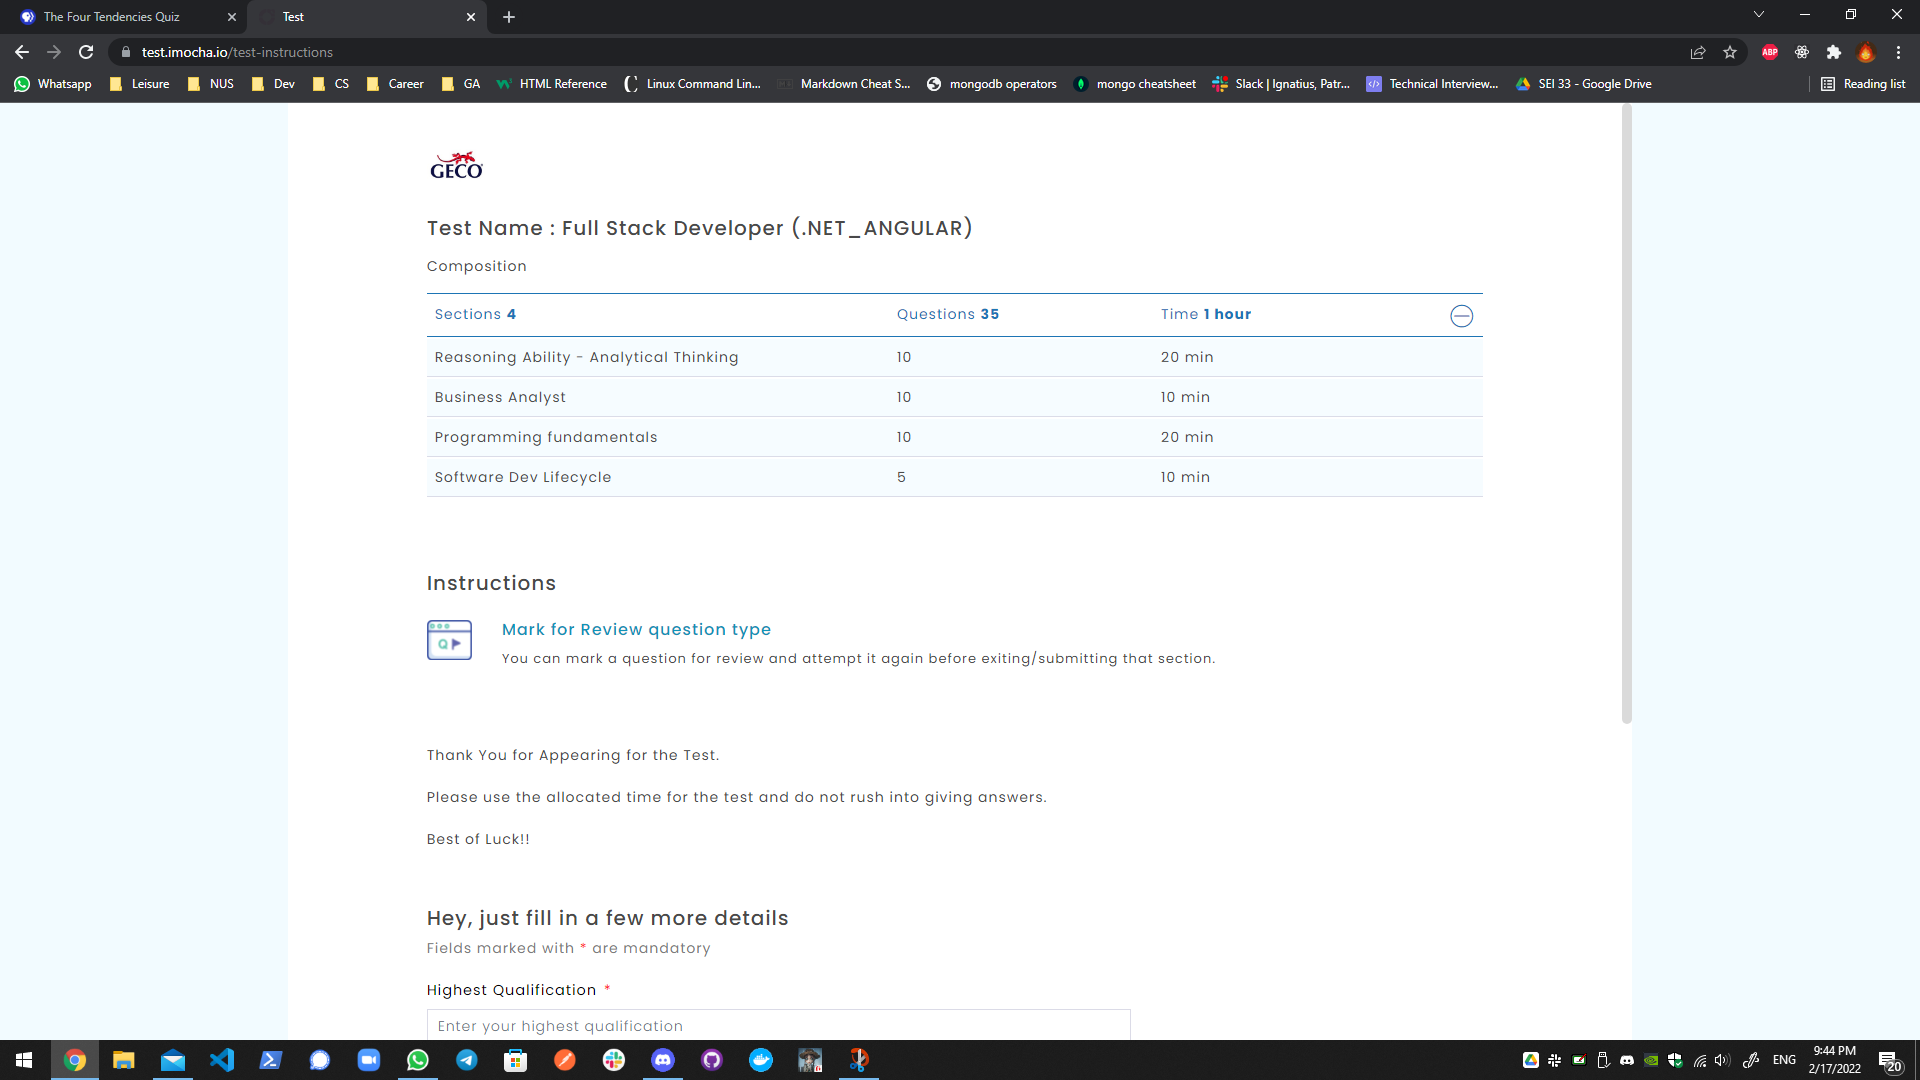 The Four Tendencies Quiz
Test
test.imocha.io/test-instructions
ABP
Whatsapp
Leisure
NUS
Dev
CS
Career
GA
HTML Reference
Linux Command Lin...
Markdown Cheat S...
mongodb operators
mongo cheatsheet
Slack | Ignatius, Patr...
Technical Interview...
SEI 33 - Google Drive
Reading list
GECO
Test Name : Full Stack Developer (.NET_ANGULAR)
Composition
Sections 4 Questions 35 Time 1 hour
Reasoning Ability - Analytical Thinking 10 20 min
Business Analyst 10 10 min
Programming fundamentals 10 20 min
Software Dev Lifecycle 5 10 min
Instructions
Q
Mark for Review question type
You can mark a question for review and attempt it again before exiting/submitting that section.
Thank You for Appearing for the Test.
Please use the allocated time for the test and do not rush into giving answers.
Best of Luck!!
Hey, just fill in a few more details
Fields marked with * are mandatory
Highest Qualification *
Enter your highest qualification
ENG
9:44 PM
2/17/2022
20